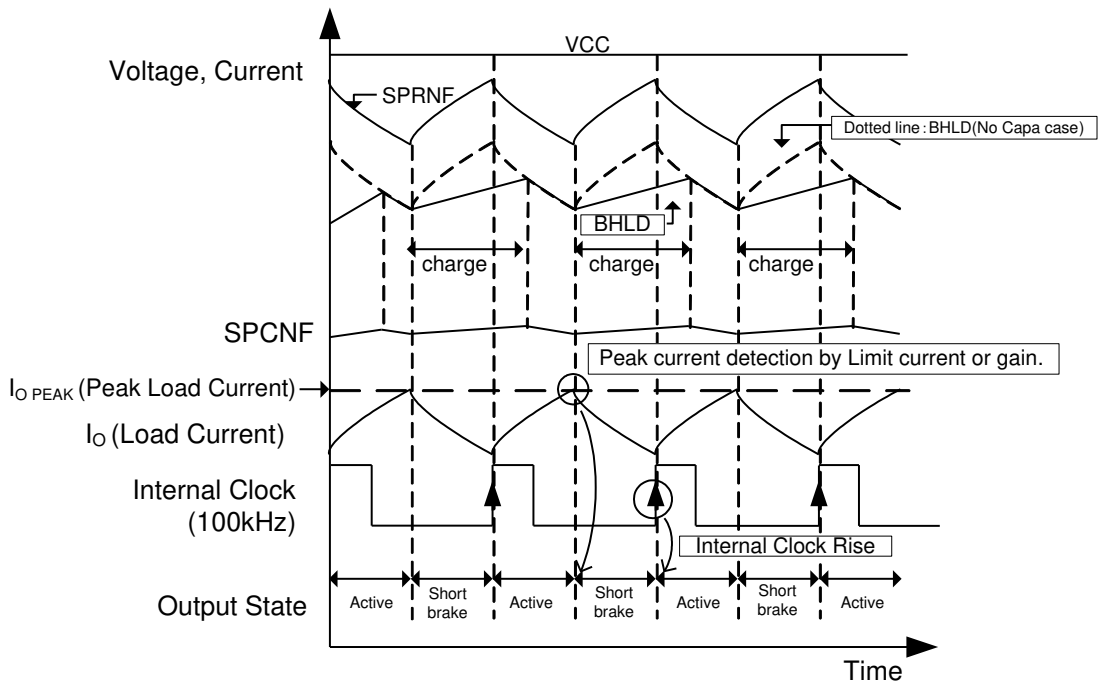 VCC
Voltage, Current
SPRNF
Dotted line : BHLD(No Capa case)
BHLD
charge
charge
charge
SPCNF
Peak current detection by Limit current or gain.
IO PEAK (Peak Load Current)
IO (Load Current)
Internal Clock
(100kHz)
Internal Clock Rise
Output State
Active
Short
brake
Active
Short
brake
Active
Short
brake
Active
Time